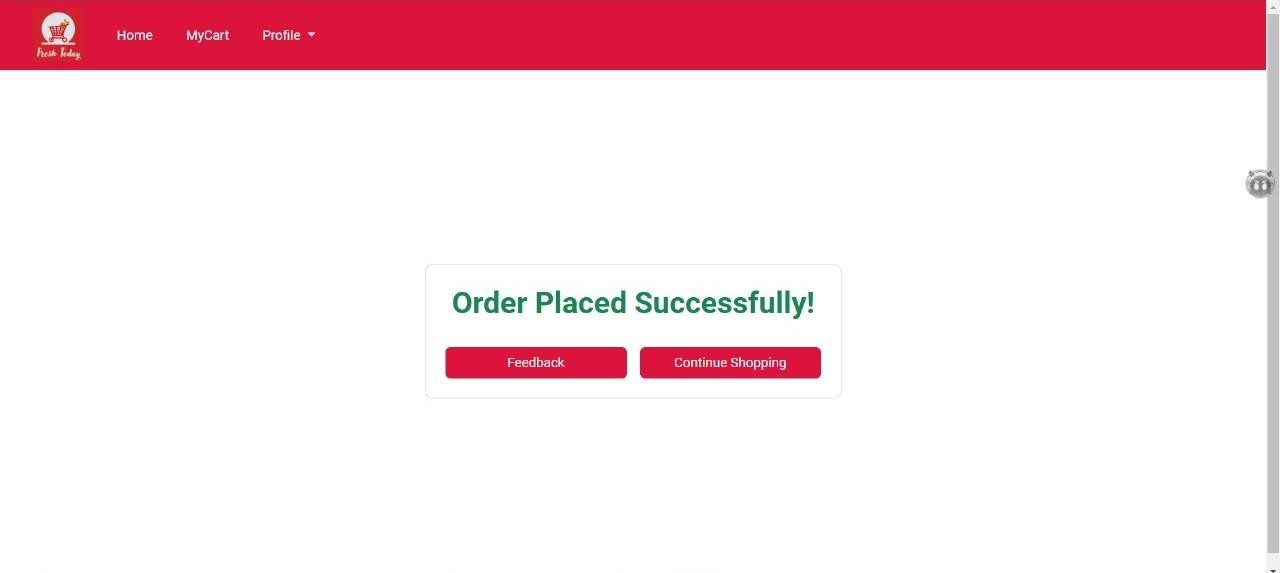 Fresh Today
Home
MyCart
Profile
Order Placed Successfully!
Feedback
Continue Shopping